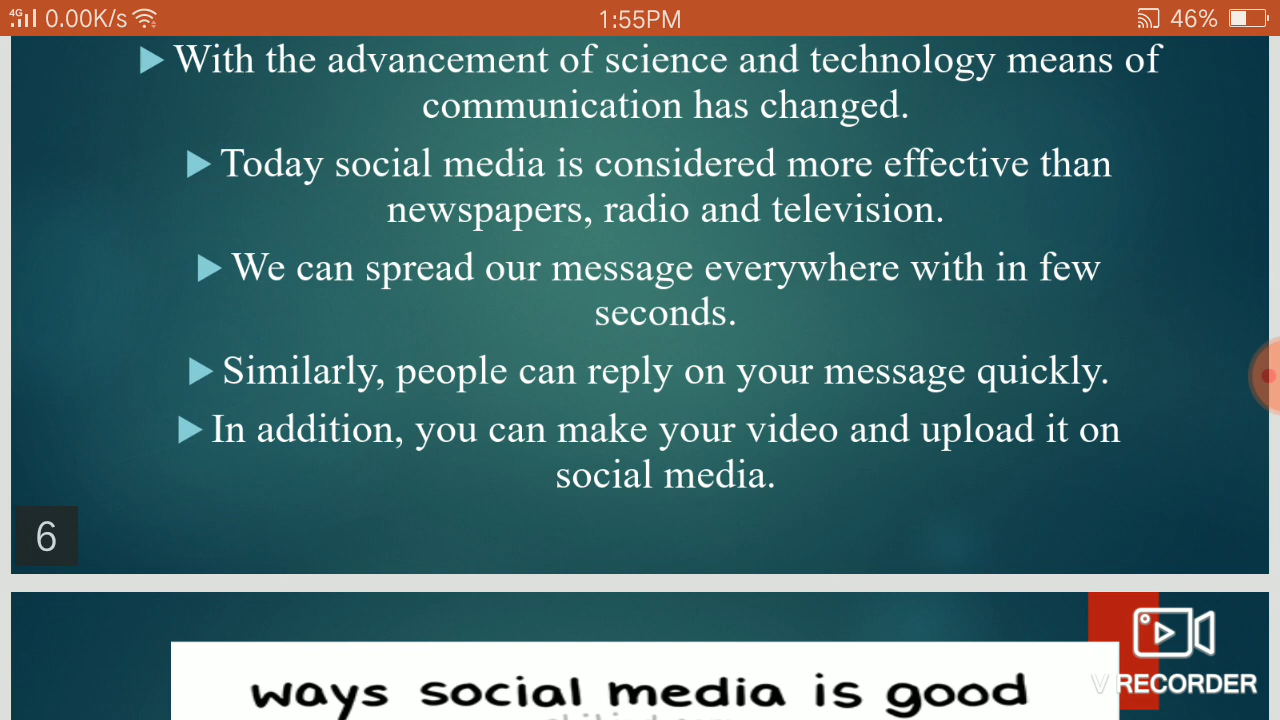 4G 0.00K/s 1:55PM 46%
With the advancement of science and technology means of
communication has changed.
Today social media is considered more effective than
newspapers, radio and television.
We can spread our message everywhere with in few
seconds.
Similarly, people can reply on your message quickly.
In addition, you can make your video and upload it on
social media.
6
ways social media is good
V RECORDER